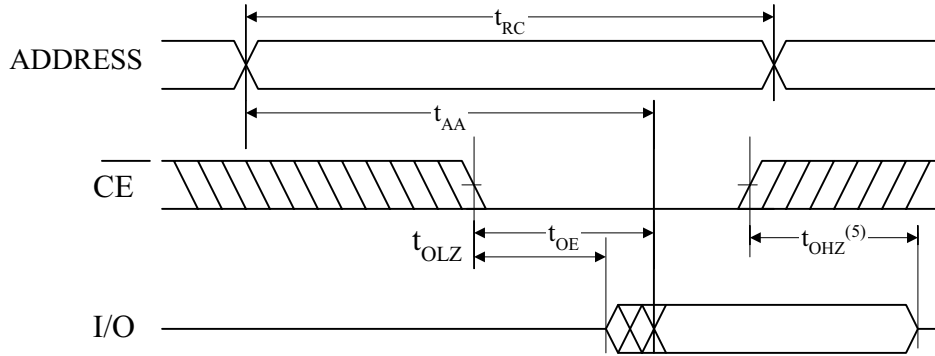 t_RC
ADDRESS
t_AA
CE
t_OLZ
t_OE
t_OHZ(5)
I/O